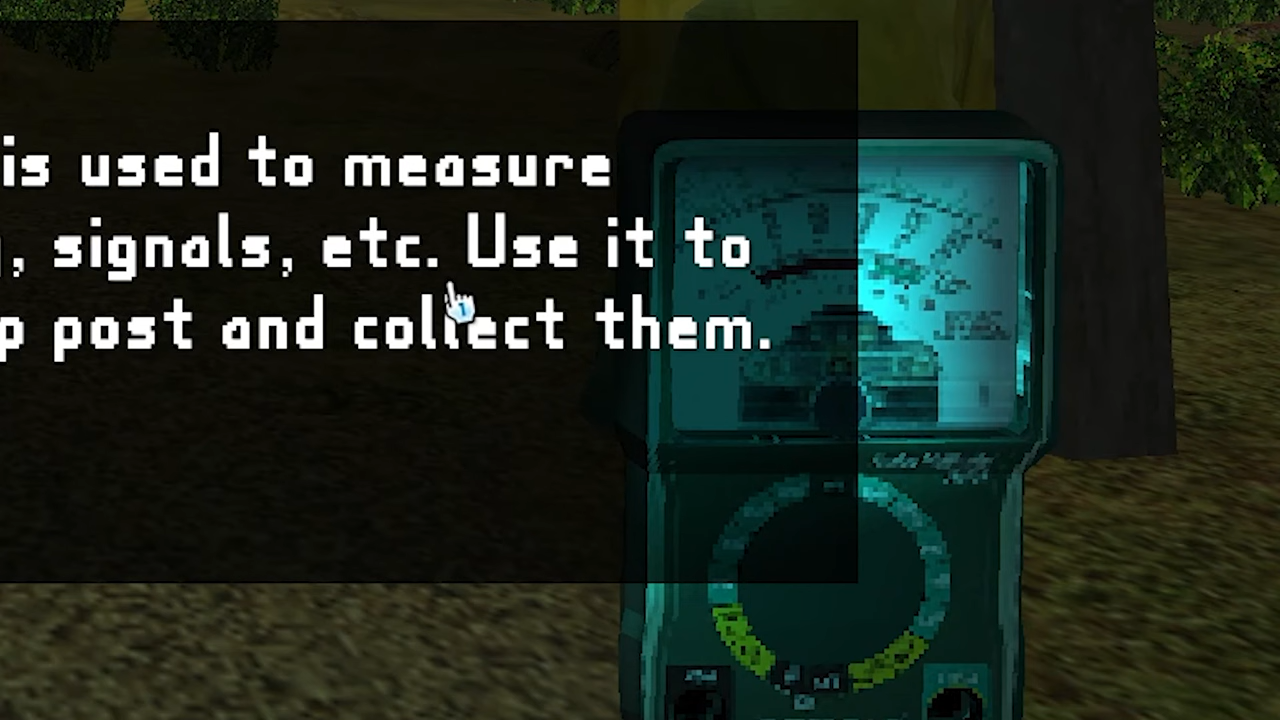 is used to measure
, signals, etc. Use it to
p post and collect them.